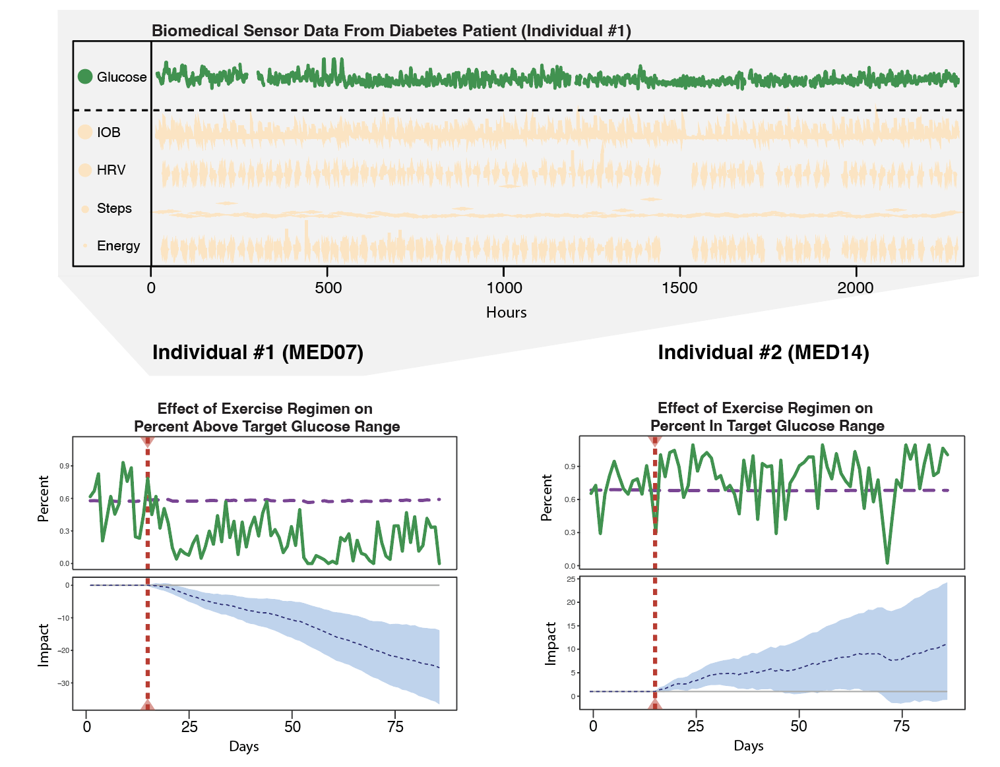 Biomedical Sensor Data From Diabetes Patient (Individual #1)
Glucose
IOB
HRV
Steps
Energy
0 500 1000 1500 2000
Hours
Individual #1 (MED07)
Effect of Exercise Regimen on
Percent Above Target Glucose Range
Percent
0.9
0.6
0.3
0.0
Impact
0
−10
−20
−30
0 25 50 75
Days
Individual #2 (MED14)
Effect of Exercise Regimen on
Percent In Target Glucose Range
Percent
0.9
0.6
0.3
0.0
Impact
25
20
15
10
5
0
0 25 50 75
Days